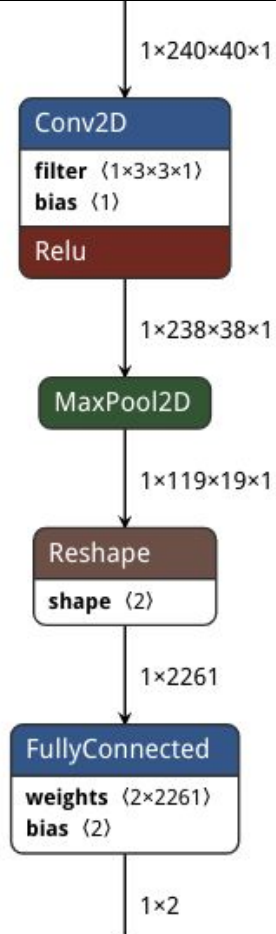 1×240×40×1
Conv2D
filter ⟨1×3×3×1⟩
bias ⟨1⟩
Relu
1×238×38×1
MaxPool2D
1×119×19×1
Reshape
shape ⟨2⟩
1×2261
FullyConnected
weights ⟨2×2261⟩
bias ⟨2⟩
1×2